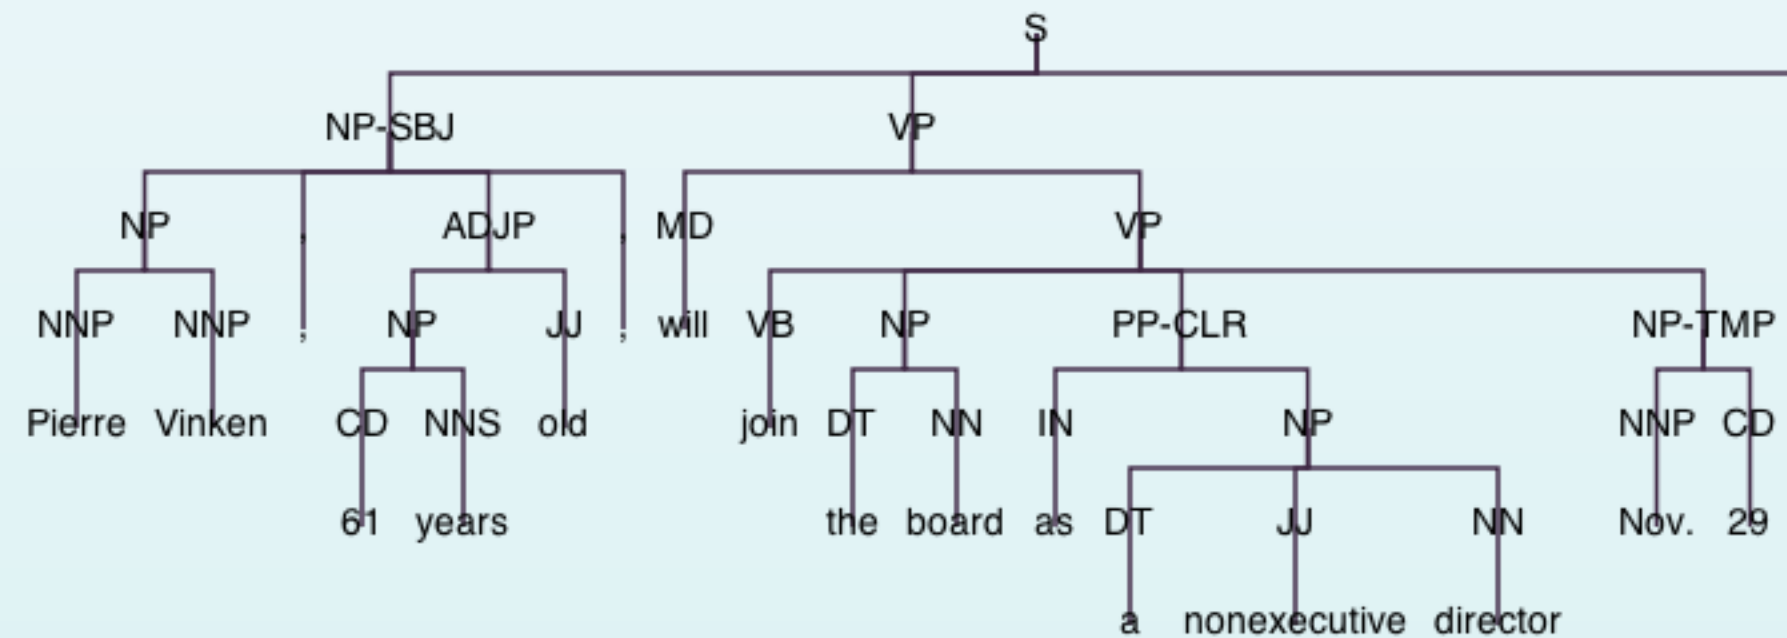 S
NP-SBJ VP
NP , ADJP , MD VP
NNP NNP , NP JJ , will VB NP PP-CLR NP-TMP
Pierre Vinken CD NNS old join DT NN IN NP NNP CD
61 years the board as DT JJ NN Nov. 29
a nonexecutive director